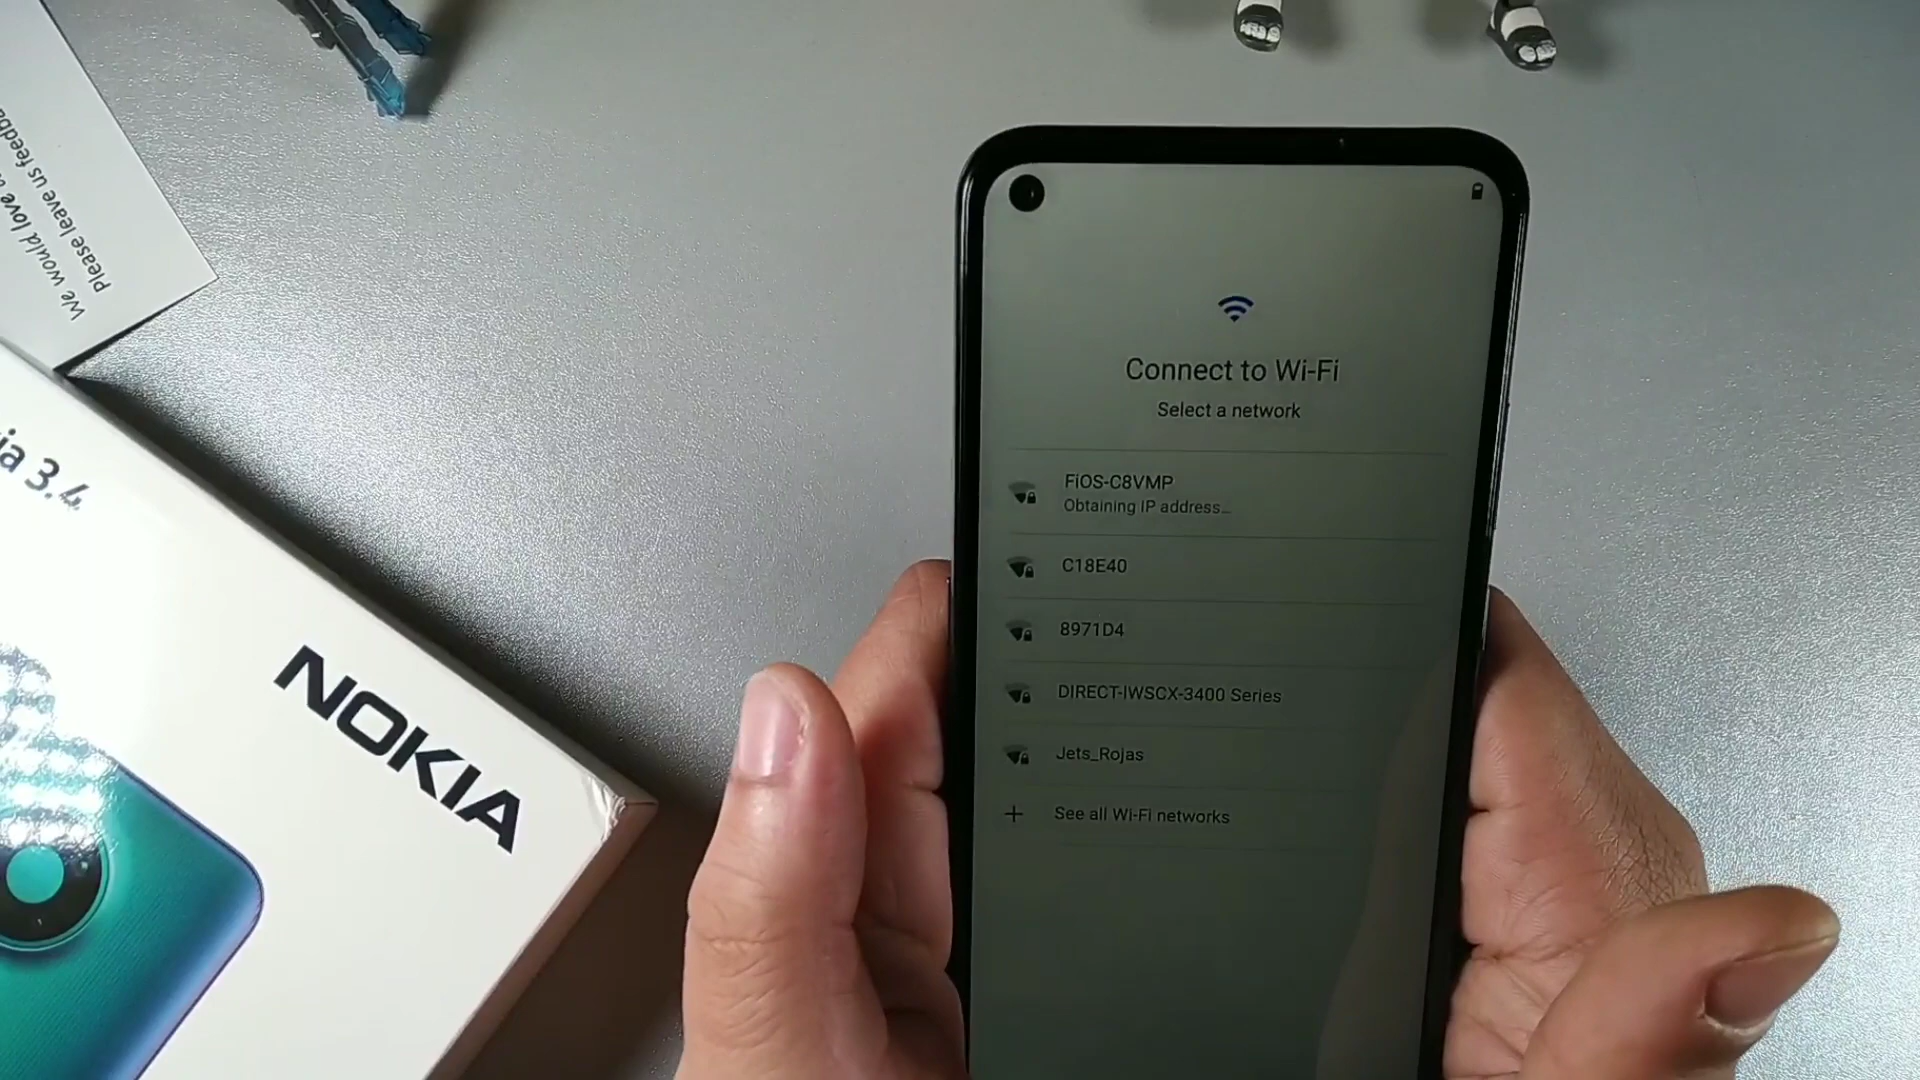 We would love
Please leave us feedba
ia 3.4
NOKIA
Connect to Wi-Fi
Select a network
FiOS-C8VMP
Obtaining IP address...
C18E40
8971D4
DIRECT-IWSCX-3400 Series
Jets_Rojas
+ See all Wi-Fi networks